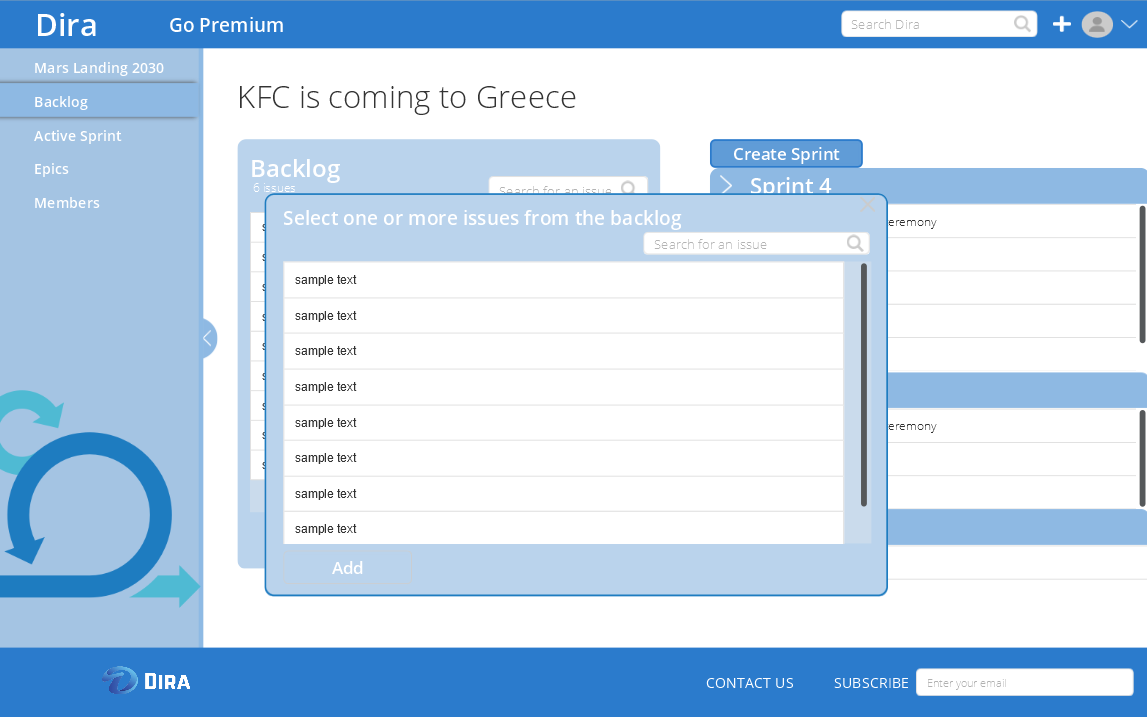 Dira
Go Premium
Search Dira
Mars Landing 2030
Backlog
Active Sprint
Epics
Members
KFC is coming to Greece
Backlog
6 issues
Search for an issue
Create Sprint
Sprint 4
eremony
eremony
Select one or more issues from the backlog
Search for an issue
sample text
sample text
sample text
sample text
sample text
sample text
sample text
sample text
Add
DIRA
CONTACT US
SUBSCRIBE
Enter your email